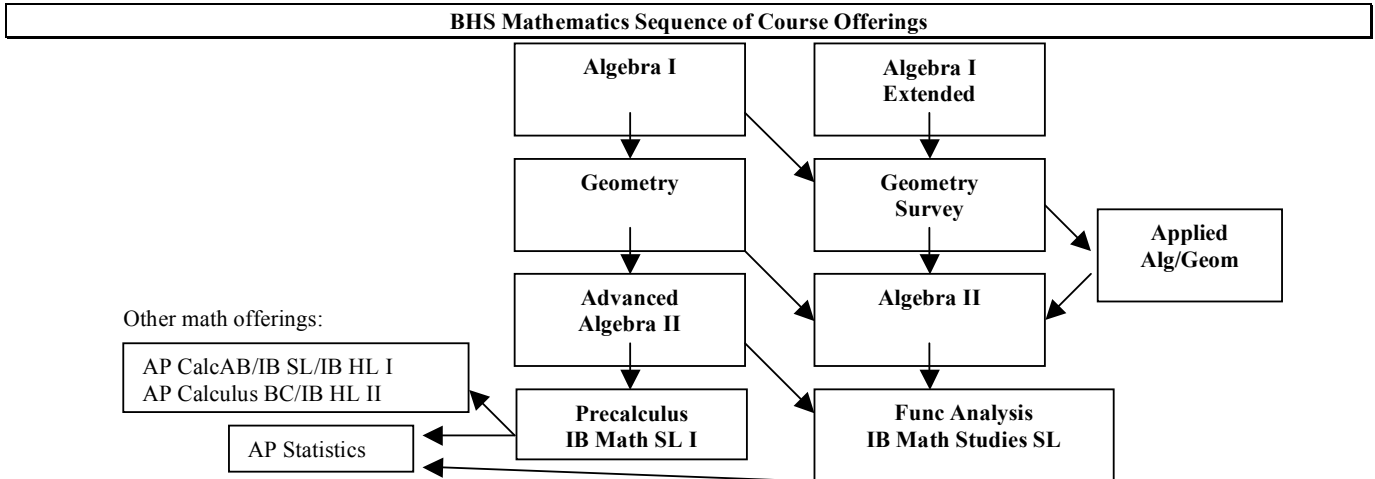 BHS Mathematics Sequence of Course Offerings
Algebra I
Algebra I
Extended
Geometry
Geometry
Survey
Applied
Alg/Geom
Advanced
Algebra II
Algebra II
Other math offerings:
AP CalcAB/IB SL/IB HL I
AP Calculus BC/IB HL II
Precalculus
IB Math SL I
Func Analysis
IB Math Studies SL
AP Statistics